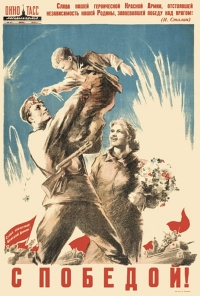 ОКНО ТАСС
Слава нашей героической Красной Армии, отстоявшей
независимость нашей Родины, завоевавшей победу над врагом!
(И. Сталин)
С ПОБЕДОЙ!